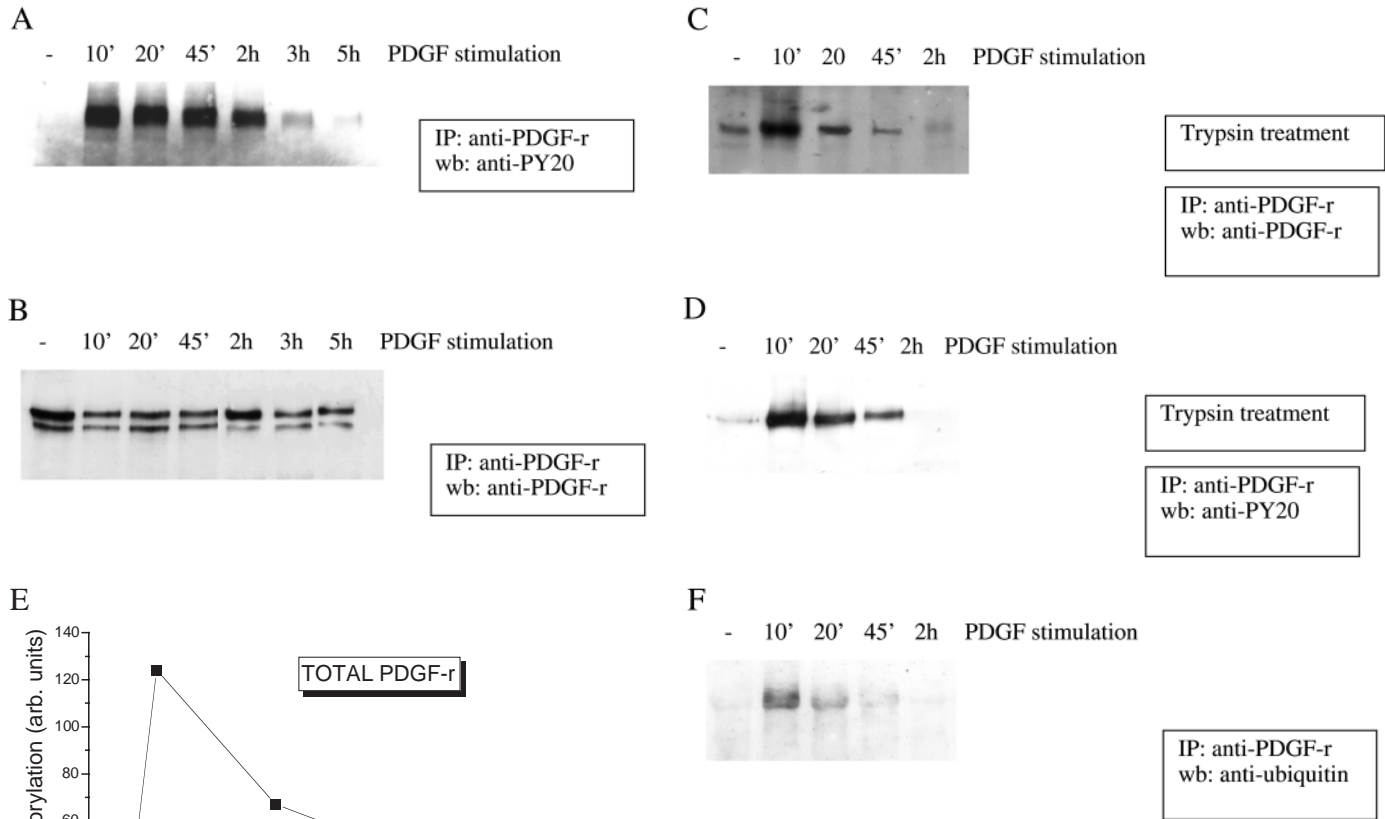 A
- 10’ 20’ 45’ 2h 3h 5h PDGF stimulation
IP: anti-PDGF-r
wb: anti-PY20
B
- 10’ 20’ 45’ 2h 3h 5h PDGF stimulation
IP: anti-PDGF-r
wb: anti-PDGF-r
C
- 10’ 20 45’ 2h PDGF stimulation
Trypsin treatment
IP: anti-PDGF-r
wb: anti-PDGF-r
D
- 10’ 20’ 45’ 2h PDGF stimulation
Trypsin treatment
IP: anti-PDGF-r
wb: anti-PY20
E
140
120
100
80
(arb. units)
TOTAL PDGF-r
F
- 10’ 20’ 45’ 2h PDGF stimulation
IP: anti-PDGF-r
wb: anti-ubiquitin